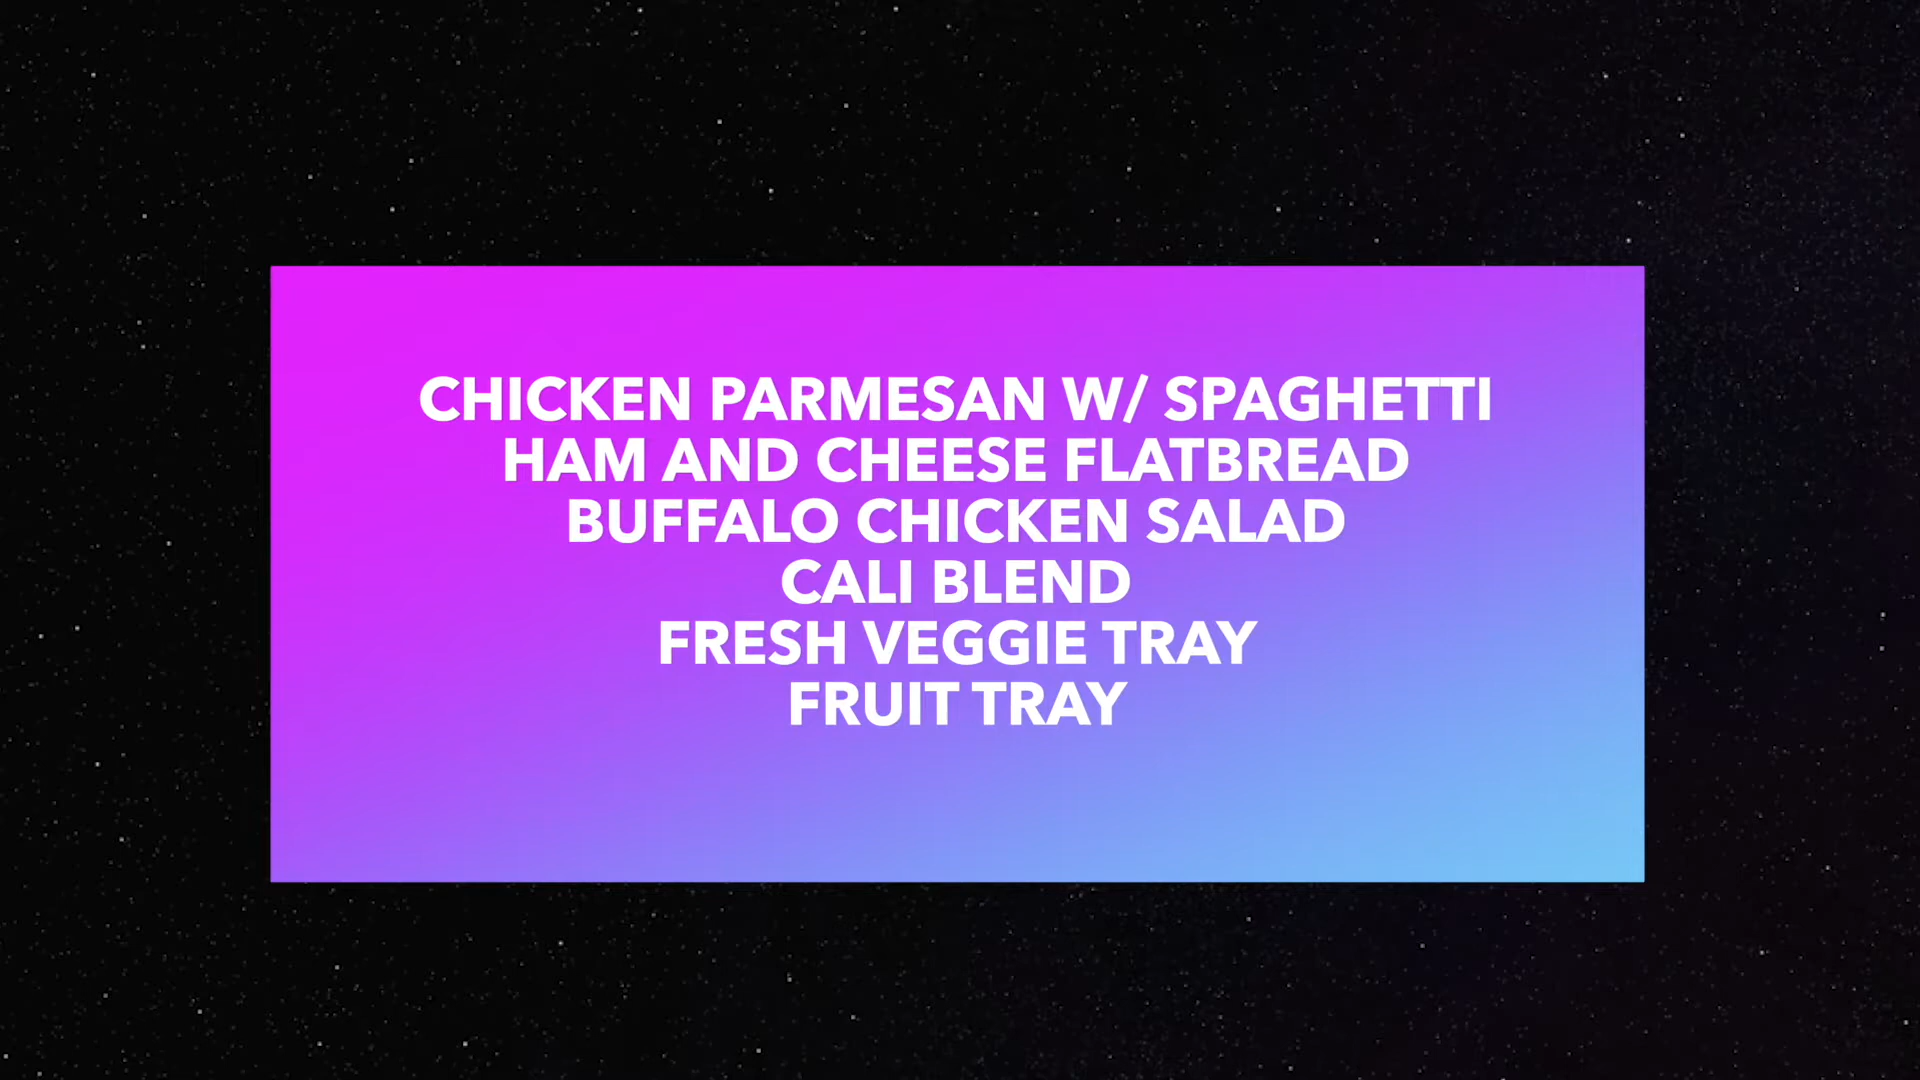 CHICKEN PARMESAN W/ SPAGHETTI
HAM AND CHEESE FLATBREAD
BUFFALO CHICKEN SALAD
CALI BLEND
FRESH VEGGIE TRAY
FRUIT TRAY